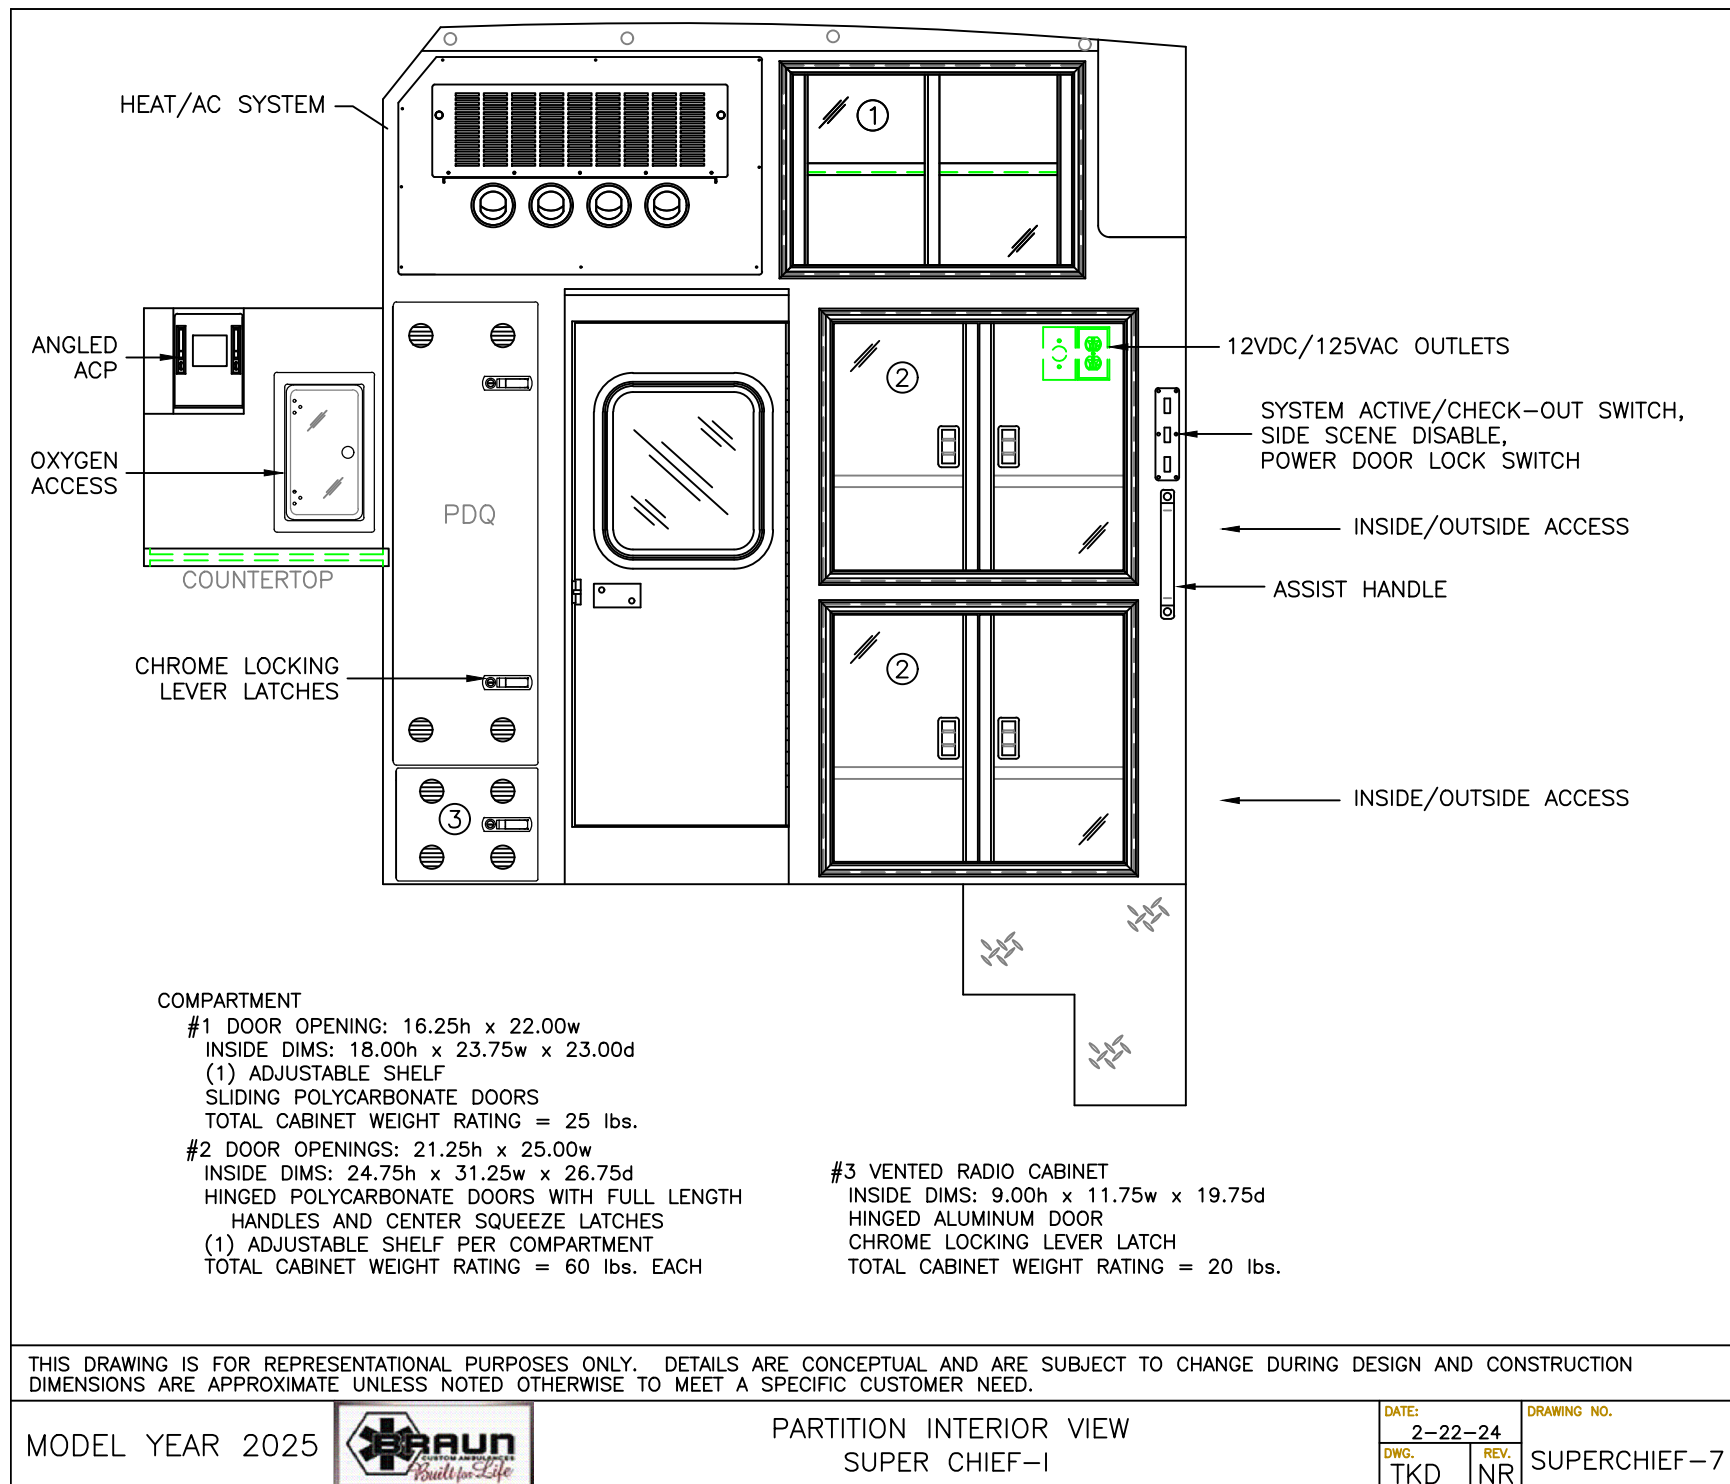 HEAT/AC SYSTEM
1
ANGLED
ACP
OXYGEN
ACCESS
PDQ
COUNTERTOP
CHROME LOCKING
LEVER LATCHES
3
2
2
12VDC/125VAC OUTLETS
SYSTEM ACTIVE/CHECK-OUT SWITCH,
SIDE SCENE DISABLE,
POWER DOOR LOCK SWITCH
INSIDE/OUTSIDE ACCESS
ASSIST HANDLE
INSIDE/OUTSIDE ACCESS
COMPARTMENT
#1 DOOR OPENING: 16.25h x 22.00w
INSIDE DIMS: 18.00h x 23.75w x 23.00d
(1) ADJUSTABLE SHELF
SLIDING POLYCARBONATE DOORS
TOTAL CABINET WEIGHT RATING = 25 lbs.
#2 DOOR OPENINGS: 21.25h x 25.00w
INSIDE DIMS: 24.75h x 31.25w x 26.75d
HINGED POLYCARBONATE DOORS WITH FULL LENGTH
HANDLES AND CENTER SQUEEZE LATCHES
(1) ADJUSTABLE SHELF PER COMPARTMENT
TOTAL CABINET WEIGHT RATING = 60 lbs. EACH
#3 VENTED RADIO CABINET
INSIDE DIMS: 9.00h x 11.75w x 19.75d
HINGED ALUMINUM DOOR
CHROME LOCKING LEVER LATCH
TOTAL CABINET WEIGHT RATING = 20 lbs.
THIS DRAWING IS FOR REPRESENTATIONAL PURPOSES ONLY. DETAILS ARE CONCEPTUAL AND ARE SUBJECT TO CHANGE DURING DESIGN AND CONSTRUCTION
DIMENSIONS ARE APPROXIMATE UNLESS NOTED OTHERWISE TO MEET A SPECIFIC CUSTOMER NEED.
MODEL YEAR 2025
BRAUN
CUSTOM AMBULANCES
Built for Life
PARTITION INTERIOR VIEW
SUPER CHIEF-I
DATE:
2-22-24
DWG.
TKD
REV.
NR
DRAWING NO.
SUPERCHIEF-7